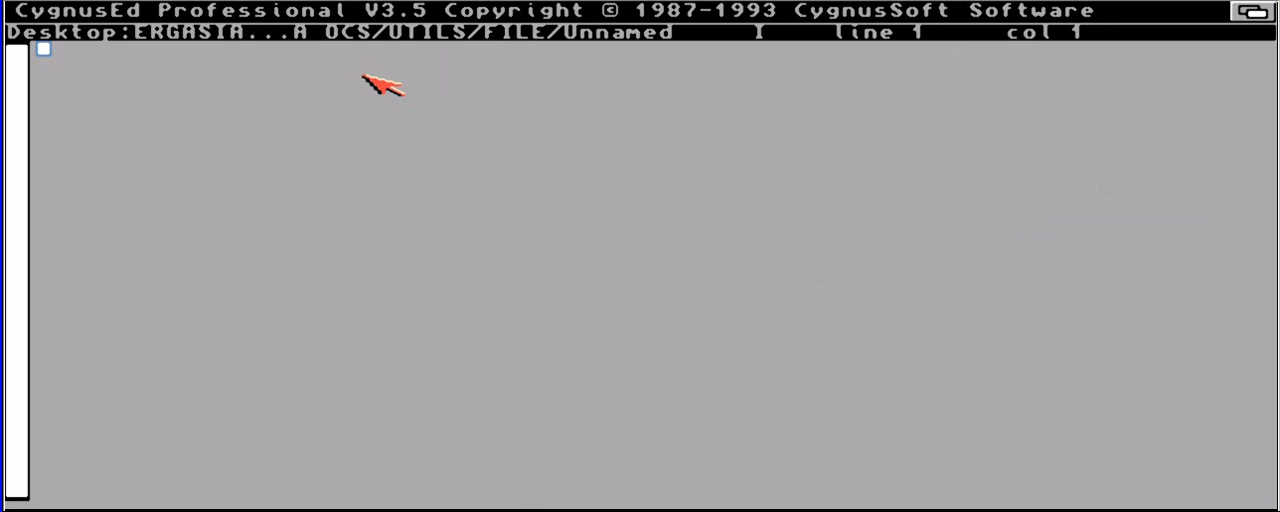 CygnusEd Professional V3.5 Copyright © 1987-1993 CygnusSoft Software
Desktop:ERGASIA...A OCS/UTILS/FILE/Unnamed I line 1 col 1